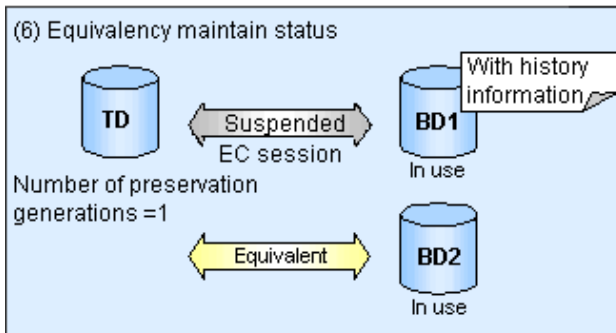 (6) Equivalency maintain status
With history
information
TD
Suspended
BD1
EC session
In use
Number of preservation
generations =1
Equivalent
BD2
In use